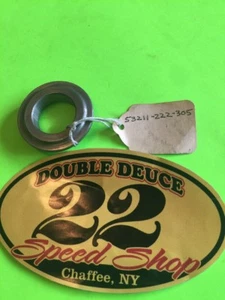 53211-222-305
DOUBLE DEUCE
22
Speed Shop
Chaffee, NY